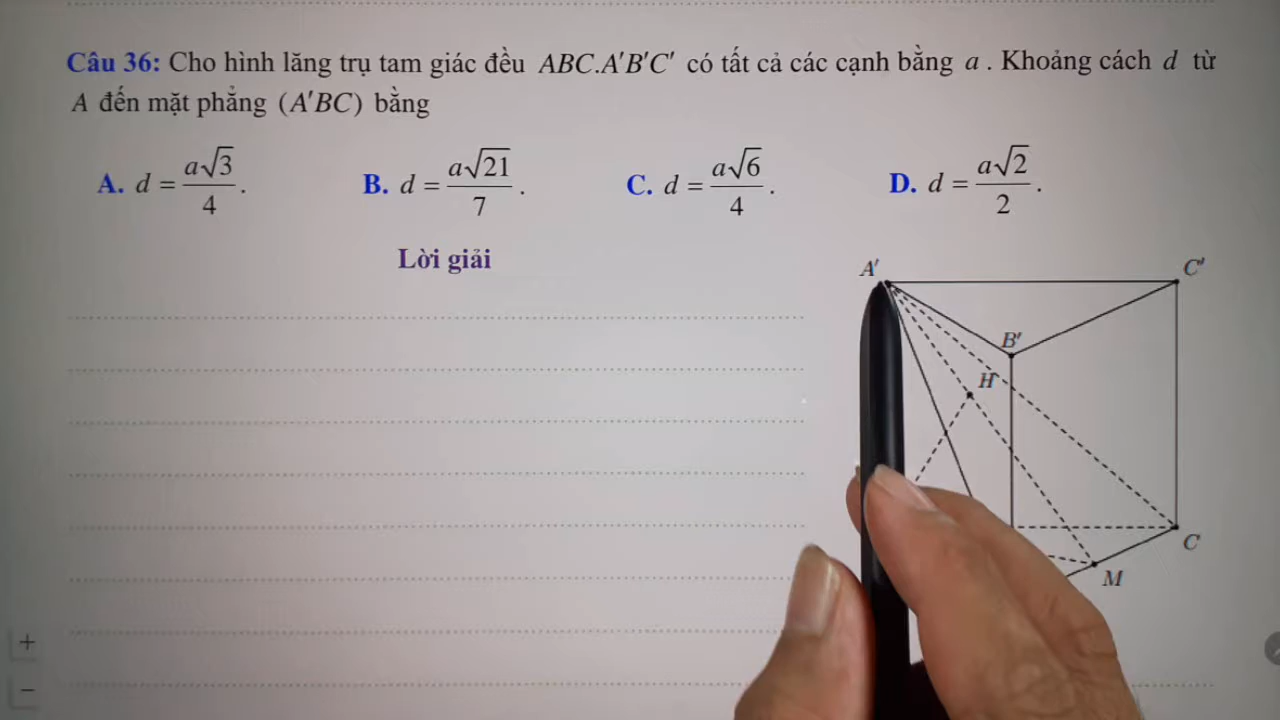 Câu 36: Cho hình lăng trụ tam giác đều ABC.A′B′C′ có tất cả các cạnh bằng a . Khoảng cách d từ
A đến mặt phẳng (A′BC) bằng
A. d = a√3/4 . B. d = a√21/7 . C. d = a√6/4 . D. d = a√2/2 .
Lời giải
A′ C′
B′
H
C
M
+
−